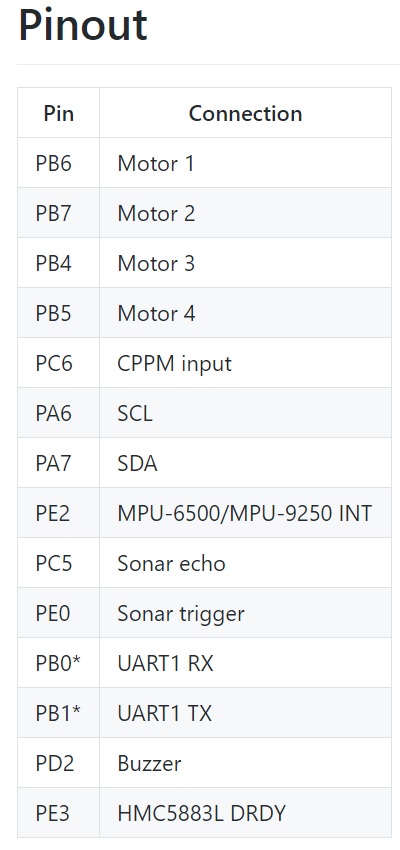 Pinout
Pin Connection
PB6 Motor 1
PB7 Motor 2
PB4 Motor 3
PB5 Motor 4
PC6 CPPM input
PA6 SCL
PA7 SDA
PE2 MPU-6500/MPU-9250 INT
PC5 Sonar echo
PE0 Sonar trigger
PB0* UART1 RX
PB1* UART1 TX
PD2 Buzzer
PE3 HMC5883L DRDY